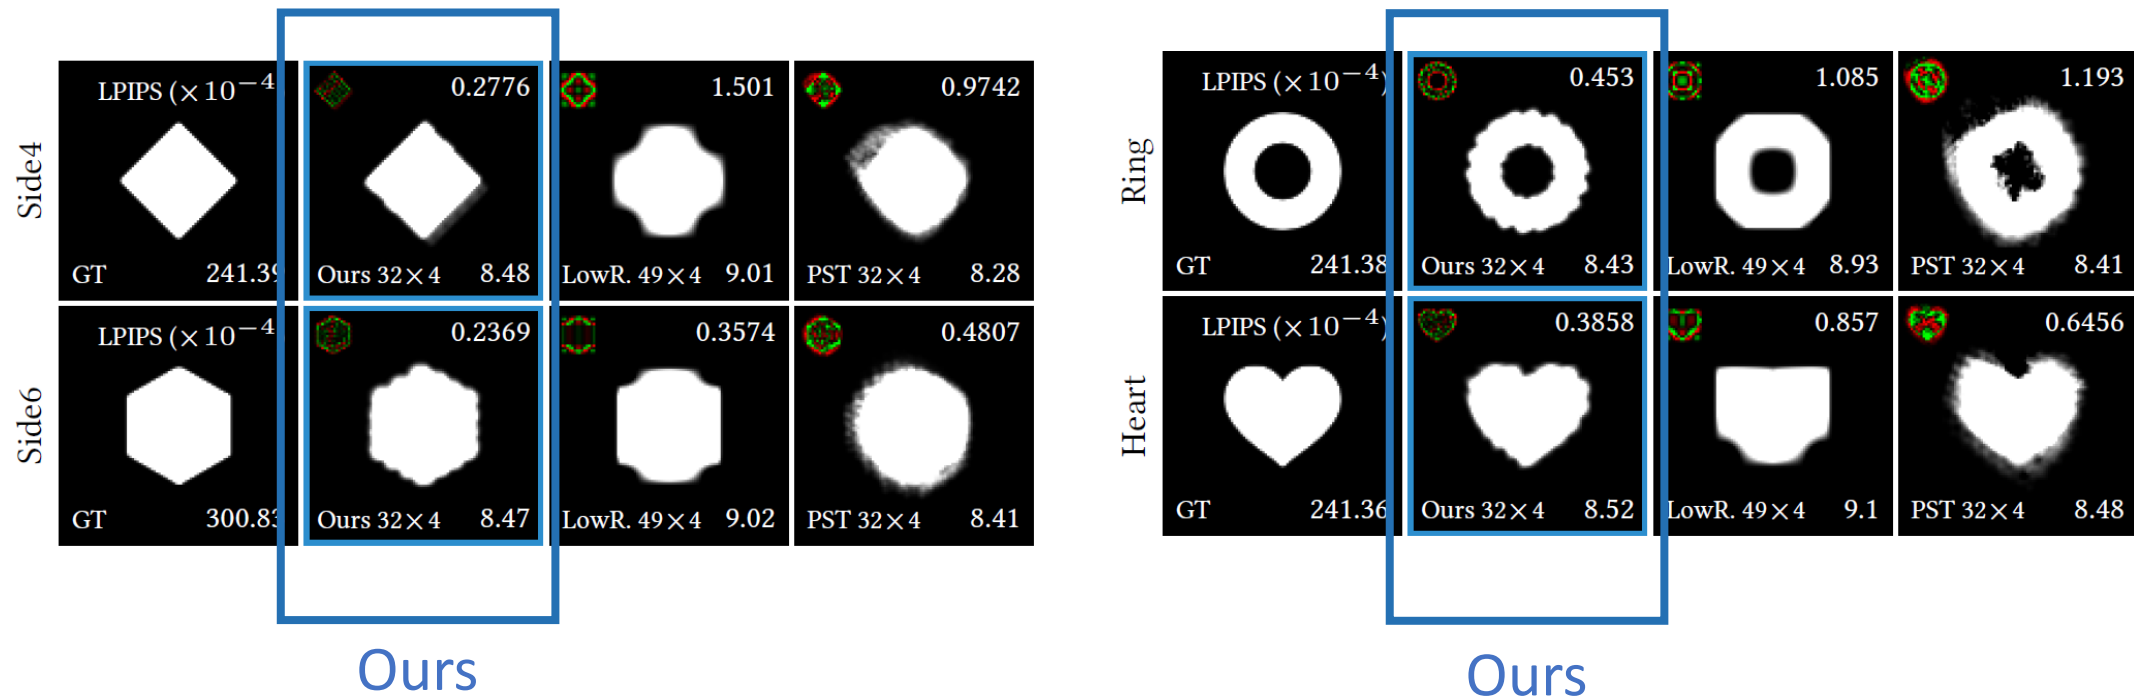 Side4
LPIPS (×10⁻⁴
GT 241.39
0.2776
Ours 32×4 8.48
1.501
LowR. 49×4 9.01
0.9742
PST 32×4 8.28
Side6
LPIPS (×10⁻⁴
GT 300.83
0.2369
Ours 32×4 8.47
0.3574
LowR. 49×4 9.02
0.4807
PST 32×4 8.41
Ours
Ring
LPIPS (×10⁻⁴)
GT 241.38
0.453
Ours 32×4 8.43
1.085
LowR. 49×4 8.93
1.193
PST 32×4 8.41
Heart
LPIPS (×10⁻⁴)
GT 241.36
0.3858
Ours 32×4 8.52
0.857
LowR. 49×4 9.1
0.6456
PST 32×4 8.48
Ours